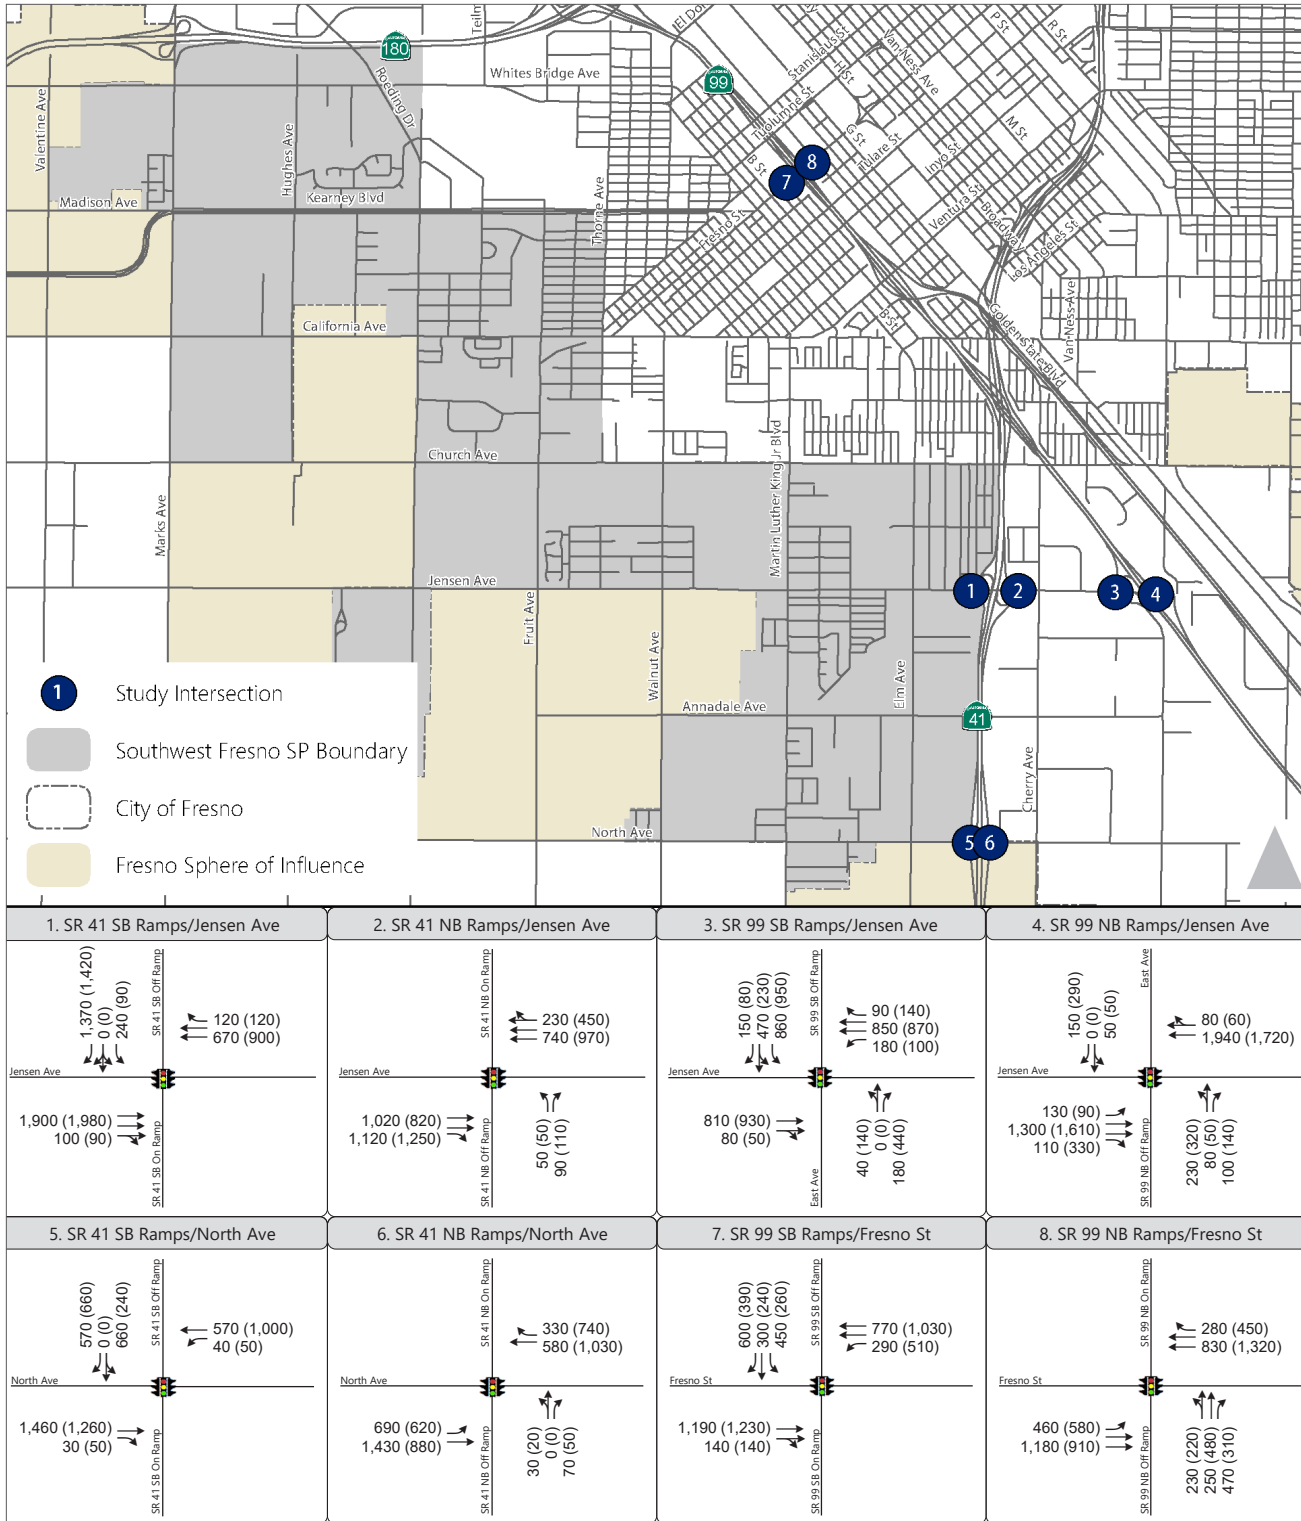 180
99
41
Teilm
El Dor
Stanislaus St
Van Ness Ave
P St
R St
H St
Whites Bridge Ave
Roeding Dr
Valentine Ave
Hughes Ave
Tuolumne St
G St
Tulare St
M St
Inyo St
B St
8
7
Kearney Blvd
Madison Ave
Thorne Ave
Fresno St
Ventura St
Broadway
Los Angeles St
Van Ness Ave
California Ave
B St
Golden State Blvd
Church Ave
Martin Luther King Jr Blvd
Marks Ave
Jensen Ave
Fruit Ave
Walnut Ave
Elm Ave
1
2
3
4
Annadale Ave
Cherry Ave
North Ave
5
6
1
Study Intersection
Southwest Fresno SP Boundary
City of Fresno
Fresno Sphere of Influence
1. SR 41 SB Ramps/Jensen Ave
1,370 (1,420)
0 (0)
240 (90)
SR 41 SB Off Ramp
120 (120)
670 (900)
Jensen Ave
1,900 (1,980)
100 (90)
SR 41 SB On Ramp
2. SR 41 NB Ramps/Jensen Ave
SR 41 NB On Ramp
230 (450)
740 (970)
Jensen Ave
1,020 (820)
1,120 (1,250)
SR 41 NB Off Ramp
50 (50)
90 (110)
3. SR 99 SB Ramps/Jensen Ave
150 (80)
470 (230)
860 (950)
SR 99 SB Off Ramp
90 (140)
850 (870)
180 (100)
Jensen Ave
810 (930)
80 (50)
East Ave
40 (140)
0 (0)
180 (440)
4. SR 99 NB Ramps/Jensen Ave
150 (290)
0 (0)
50 (50)
East Ave
80 (60)
1,940 (1,720)
Jensen Ave
130 (90)
1,300 (1,610)
110 (330)
SR 99 NB Off Ramp
230 (320)
80 (50)
100 (140)
5. SR 41 SB Ramps/North Ave
570 (660)
0 (0)
660 (240)
SR 41 SB Off Ramp
570 (1,000)
40 (50)
North Ave
1,460 (1,260)
30 (50)
SR 41 SB On Ramp
6. SR 41 NB Ramps/North Ave
SR 41 NB On Ramp
330 (740)
580 (1,030)
North Ave
690 (620)
1,430 (880)
SR 41 NB Off Ramp
30 (20)
0 (0)
70 (50)
7. SR 99 SB Ramps/Fresno St
600 (390)
300 (240)
450 (260)
SR 99 SB Off Ramp
770 (1,030)
290 (510)
Fresno St
1,190 (1,230)
140 (140)
SR 99 SB On Ramp
8. SR 99 NB Ramps/Fresno St
SR 99 NB On Ramp
280 (450)
830 (1,320)
Fresno St
460 (580)
1,180 (910)
SR 99 NB Off Ramp
230 (220)
250 (480)
470 (310)